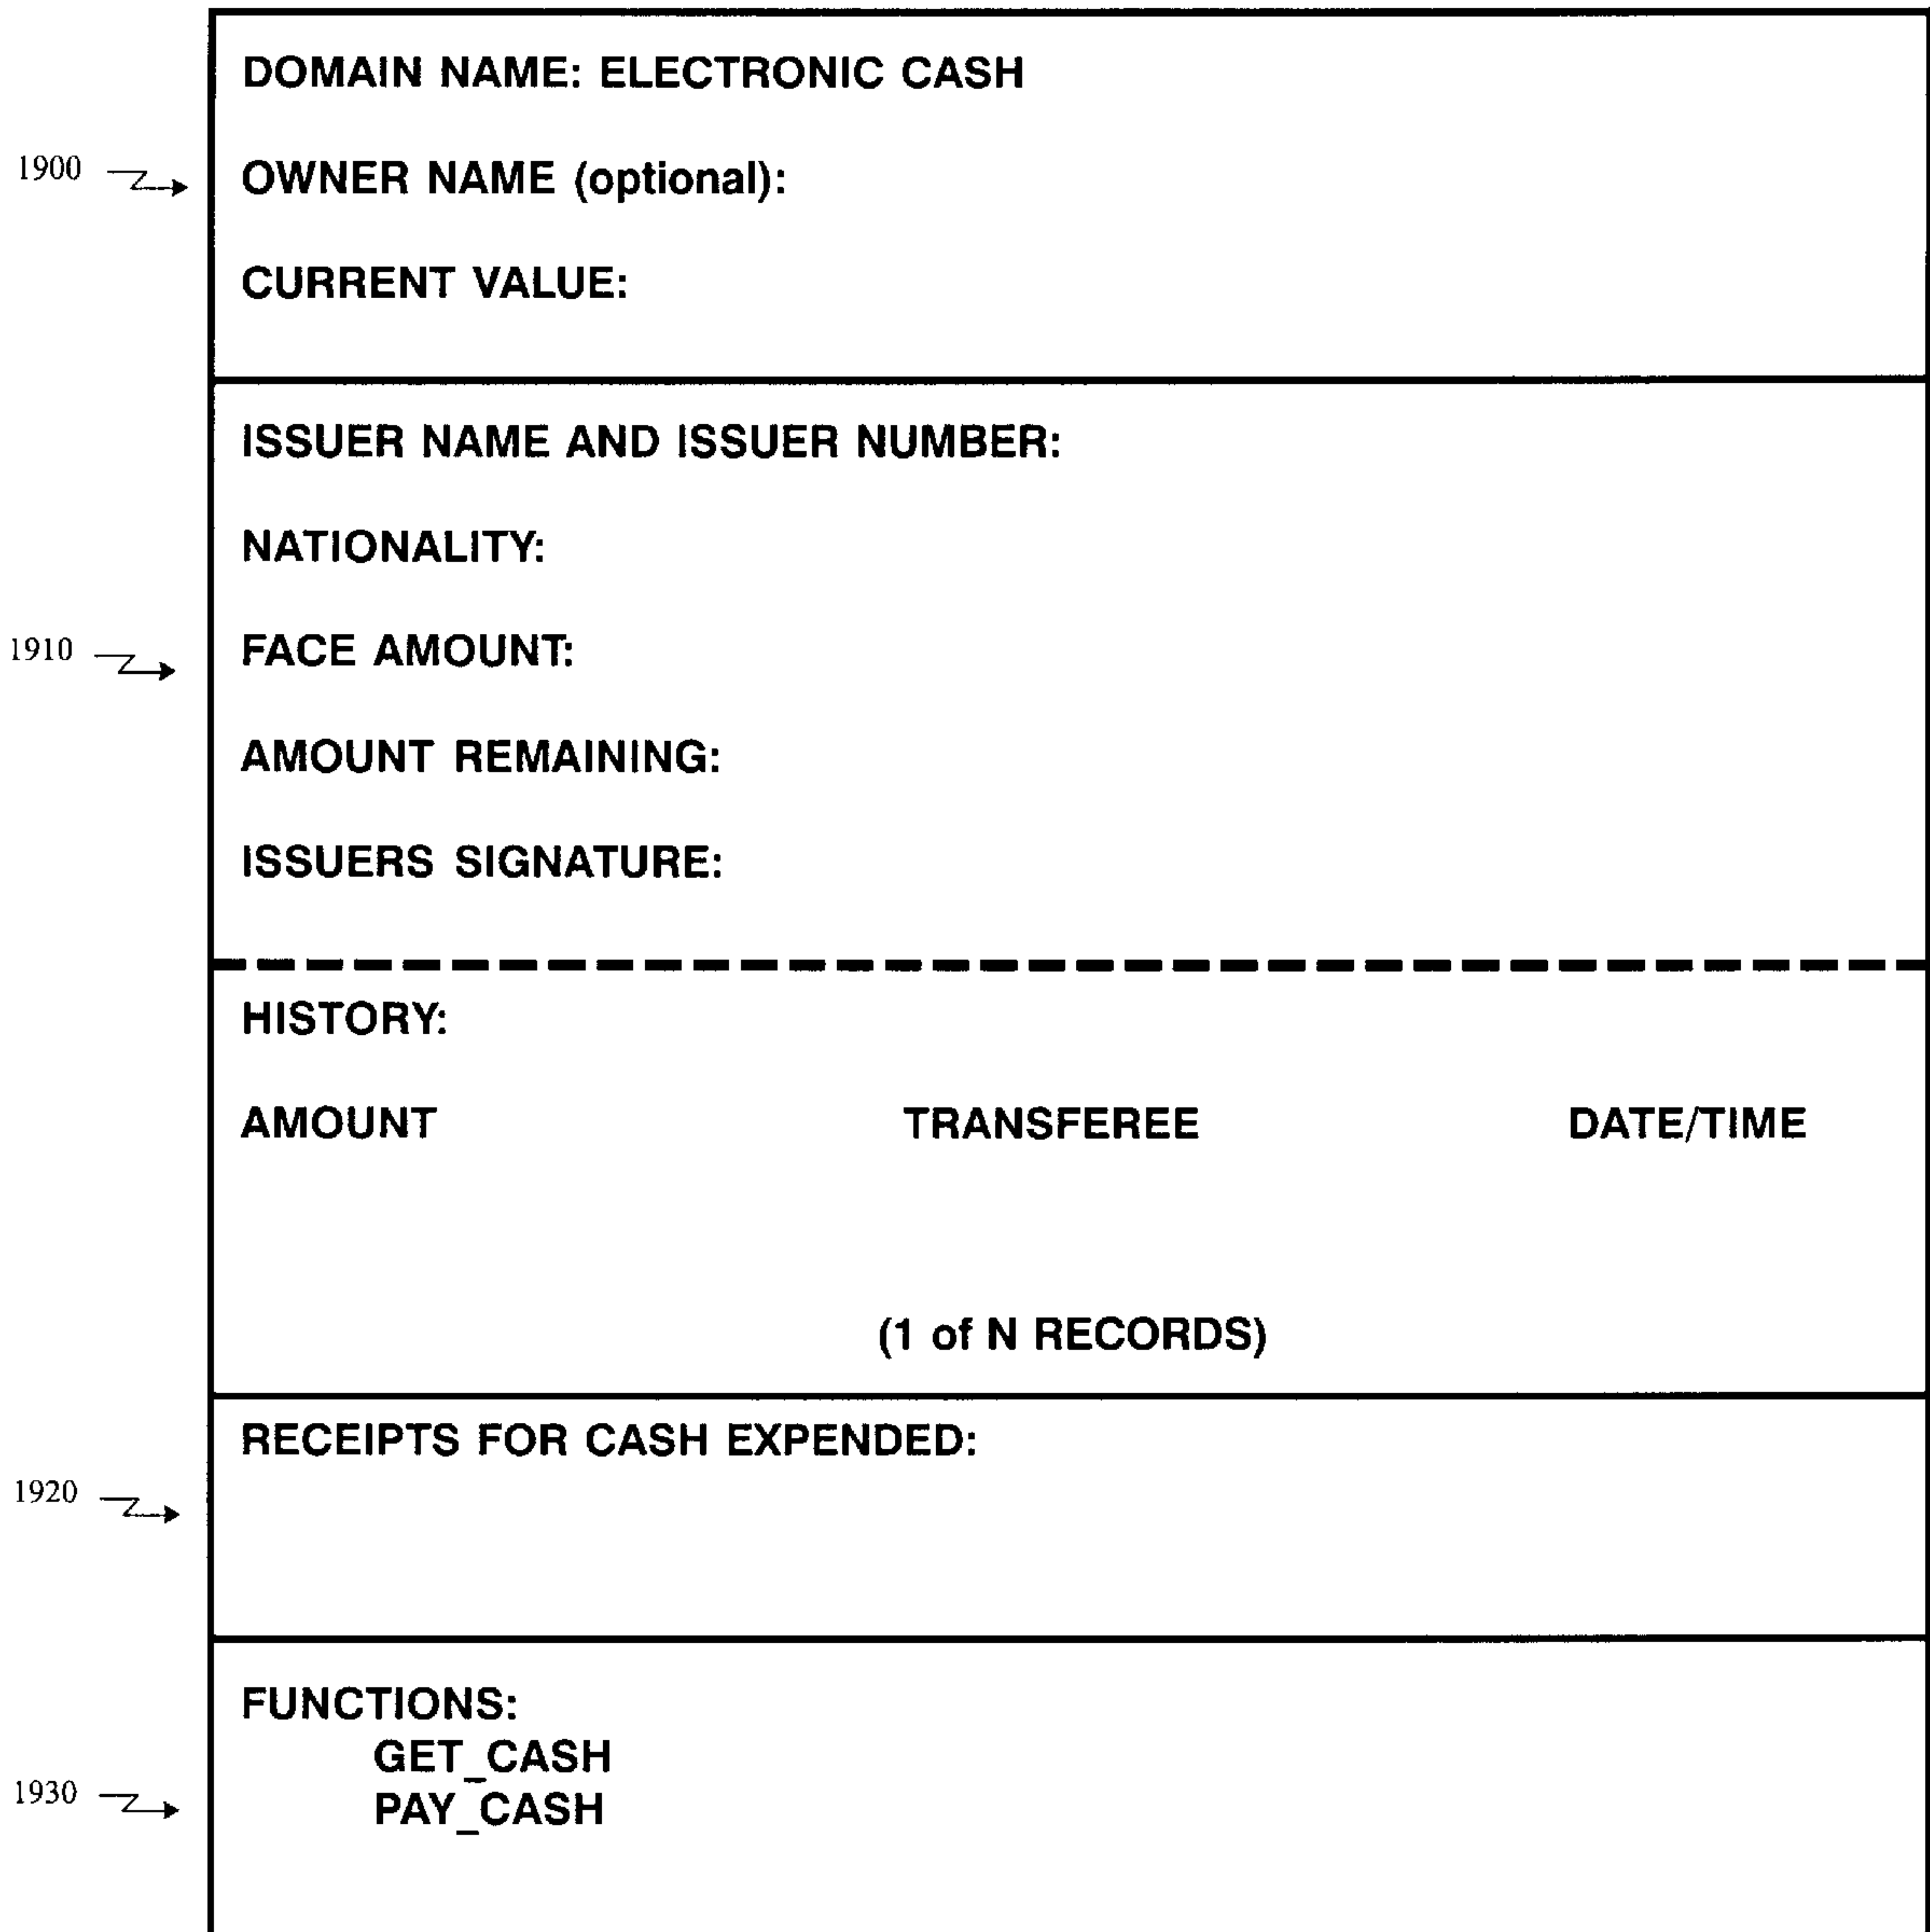 DOMAIN NAME: ELECTRONIC CASH
1900
OWNER NAME (optional):
CURRENT VALUE:
ISSUER NAME AND ISSUER NUMBER:
NATIONALITY:
1910
FACE AMOUNT:
AMOUNT REMAINING:
ISSUERS SIGNATURE:
HISTORY:
AMOUNT TRANSFEREE DATE/TIME
(1 of N RECORDS)
RECEIPTS FOR CASH EXPENDED:
1920
FUNCTIONS:
GET_CASH
1930
PAY_CASH